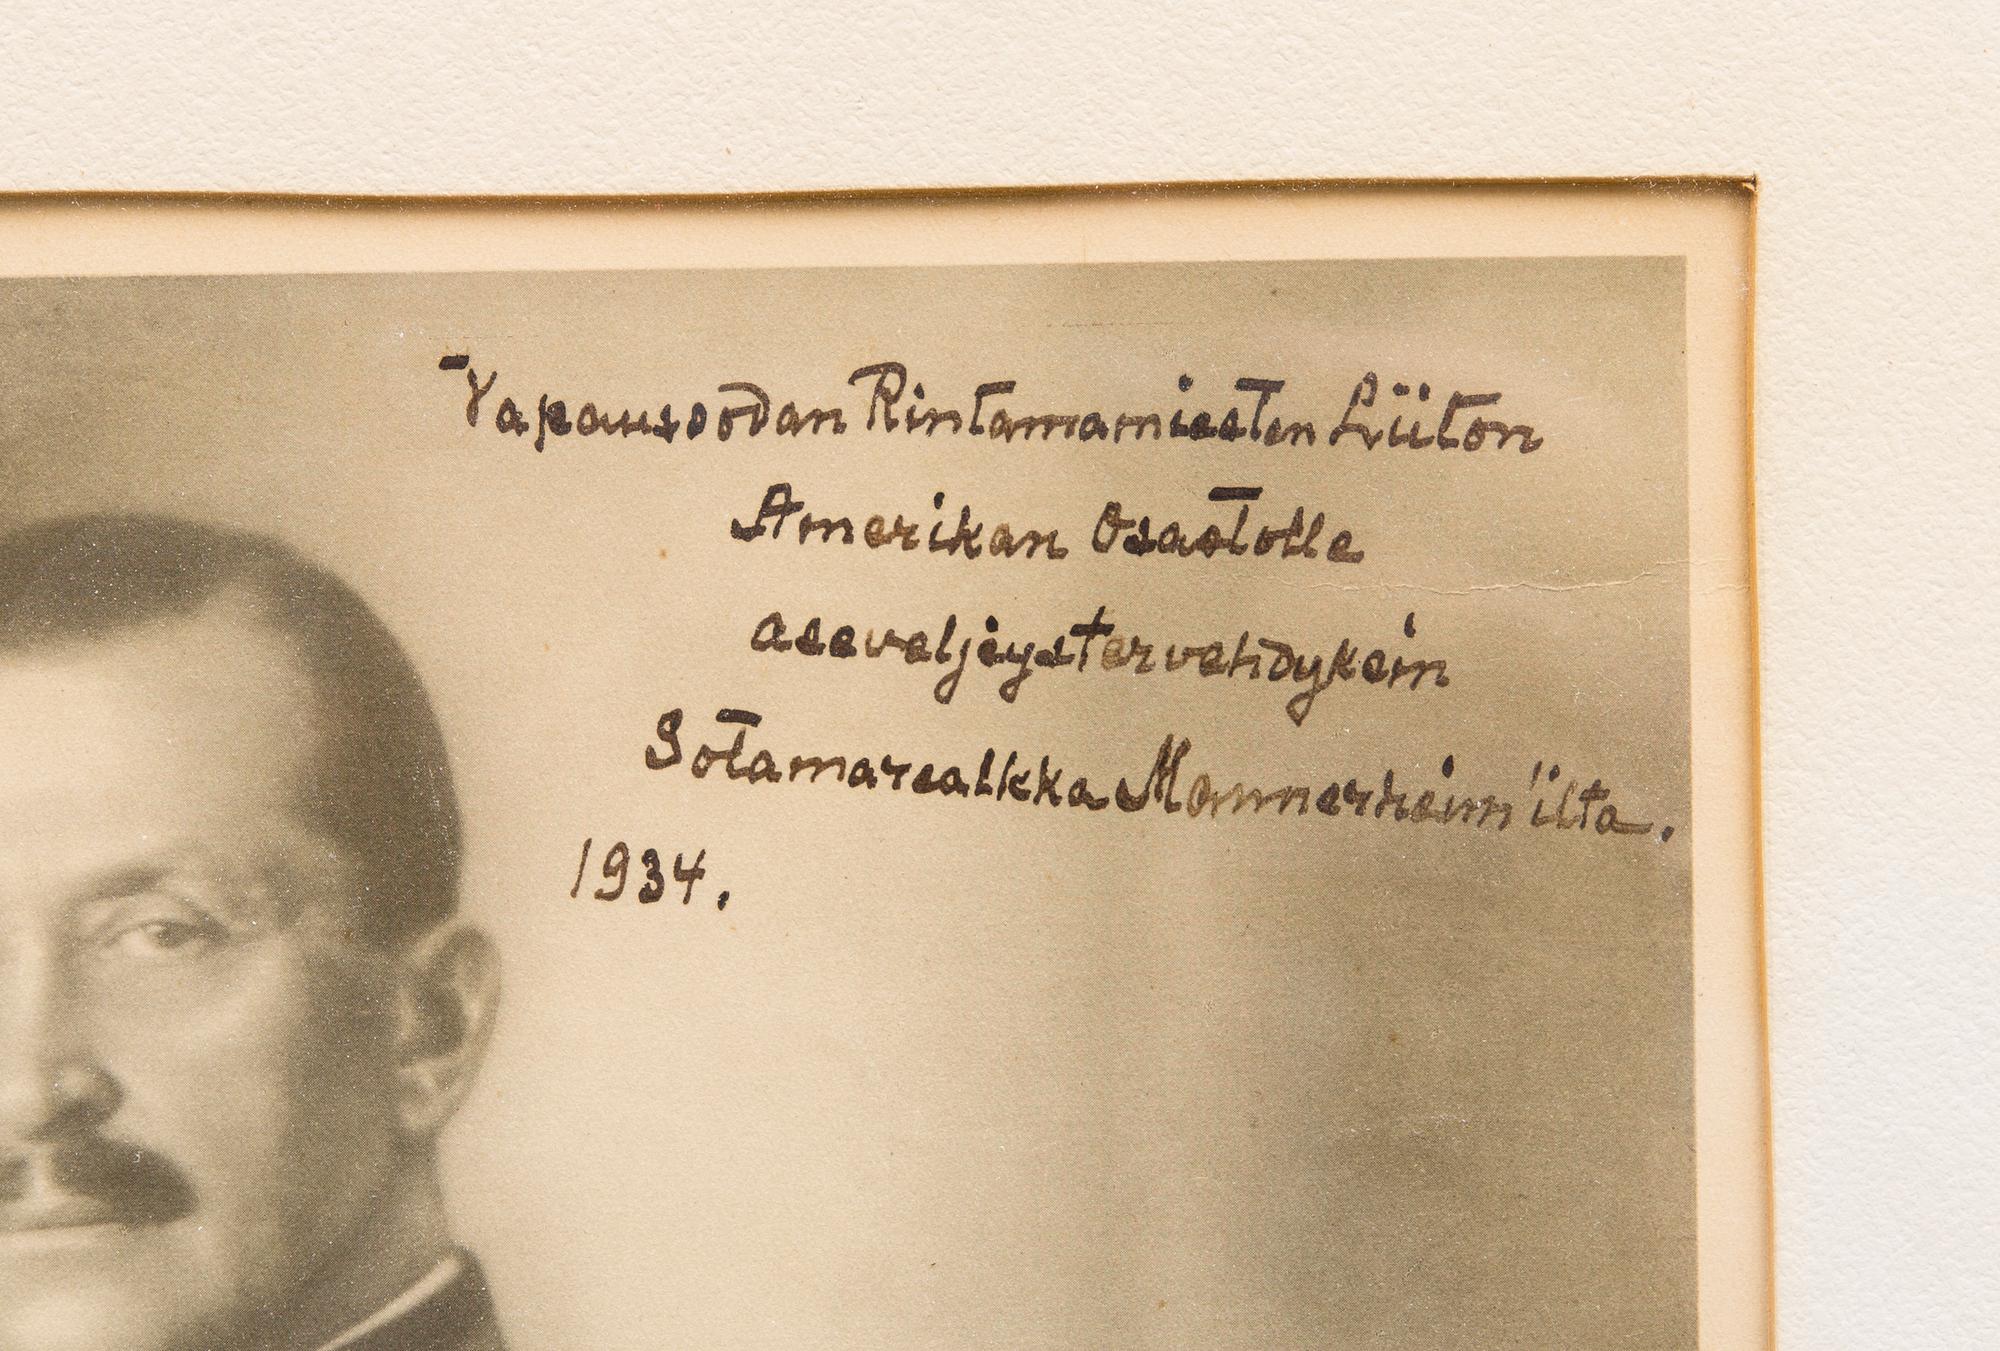 Vapaussodan Rintamamiesten Liiton
Amerikan Osastolle
aseveljeystervehdyksin
Sotamarsalkka Mannerheim'ilta.
1934.